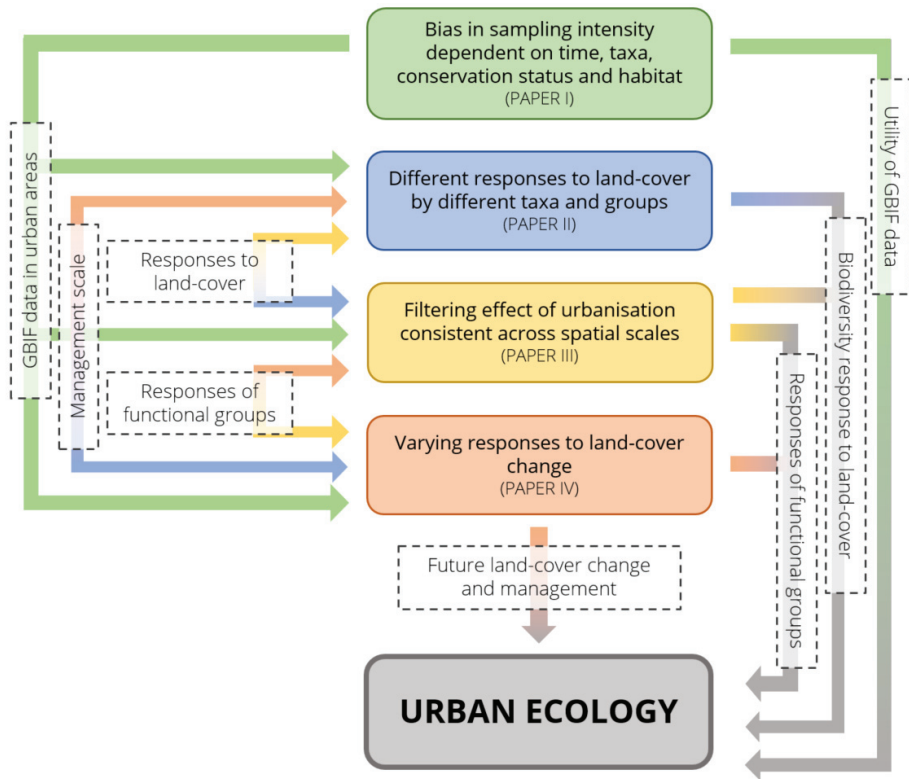 Bias in sampling intensity
dependent on time, taxa,
conservation status and habitat
(PAPER I)
GBIF data in urban areas
Management scale
Responses to
land-cover
Responses of
functional groups
Different responses to land-cover
by different taxa and groups
(PAPER II)
Filtering effect of urbanisation
consistent across spatial scales
(PAPER III)
Varying responses to land-cover
change
(PAPER IV)
Utility of GBIF
data
Biodiversity response to
land-cover
Responses of functional
groups
Future land-cover change
and management
URBAN ECOLOGY